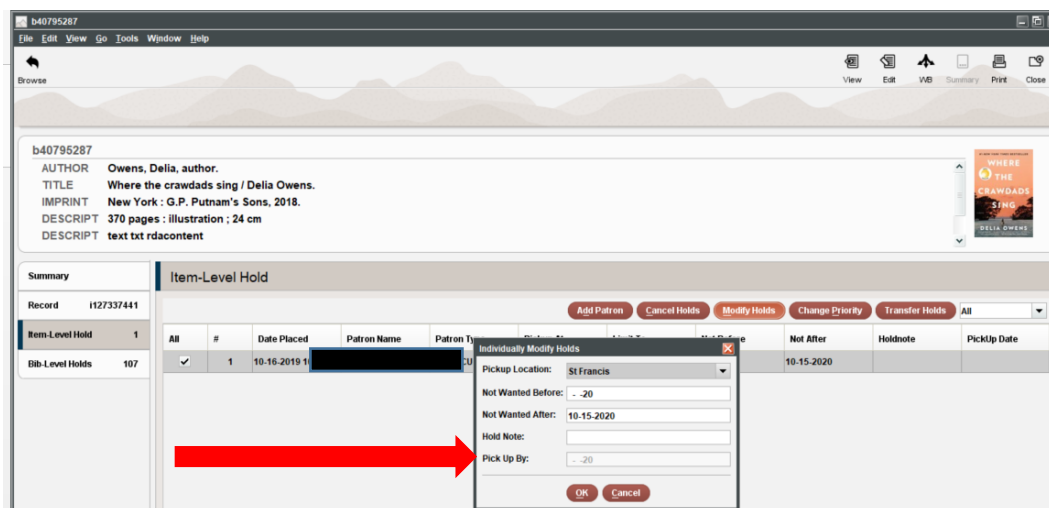 b40795287
File Edit View Go Tools Window Help
Browse
View Edit WB Summary Print Close
b40795287
AUTHOR Owens, Delia, author.
TITLE Where the crawdads sing / Delia Owens.
IMPRINT New York : G.P. Putnam's Sons, 2018.
DESCRIPT 370 pages : illustration ; 24 cm
DESCRIPT text txt rdacontent
WHERE
THE
CRAWDADS
SING
DELIA OWENS
Summary
Record i127337441
Item-Level Hold 1
Bib-Level Holds 107
Item-Level Hold
Add Patron Cancel Holds Modify Holds Change Priority Transfer Holds All
All # Date Placed Patron Name Patron Type Not After Holdnote PickUp Date
1 10-16-2019 10-15-2020
Individually Modify Holds
Pickup Location: St Francis
Not Wanted Before: - -20
Not Wanted After: 10-15-2020
Hold Note:
Pick Up By: - -20
OK Cancel